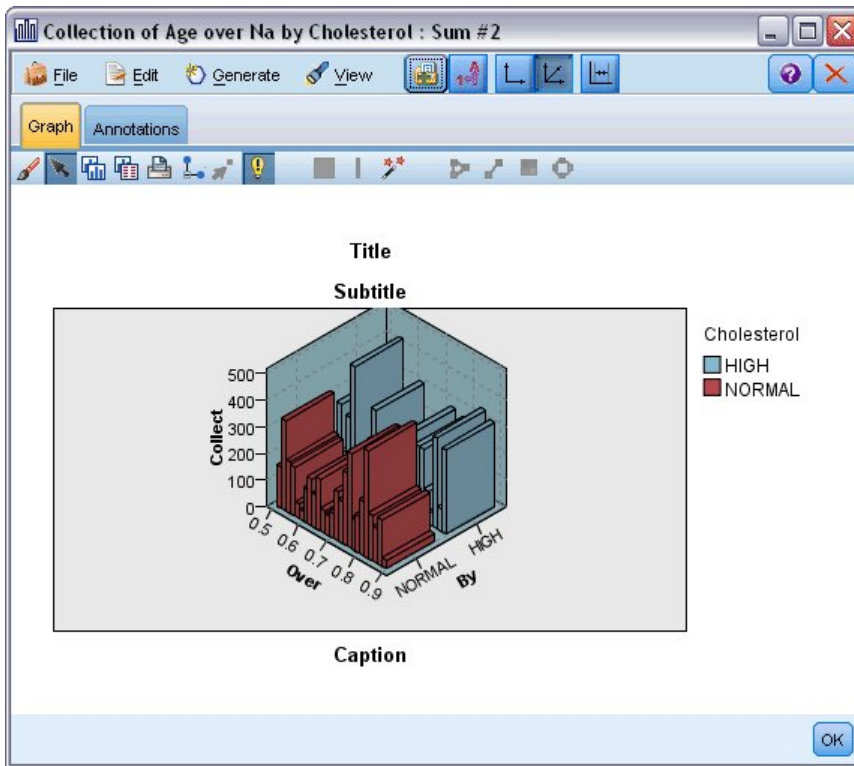 Collection of Age over Na by Cholesterol : Sum #2
File Edit Generate View
Graph Annotations
Title
Subtitle
Cholesterol
HIGH
NORMAL
Collect
500
400
300
200
100
0
0.5 0.6 0.7 0.8 0.9
Over
NORMAL HIGH
By
Caption
OK